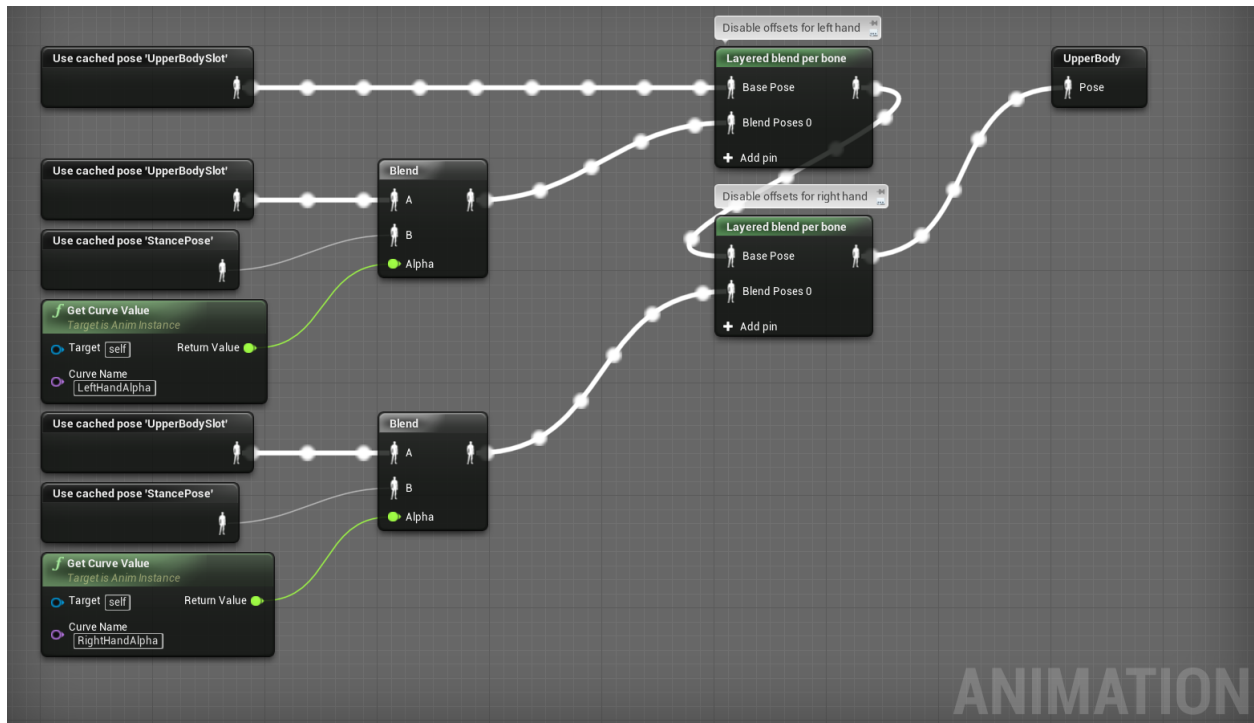 Disable offsets for left hand
Use cached pose 'UpperBodySlot'
Layered blend per bone
Base Pose
Blend Poses 0
Add pin
UpperBody
Pose
Use cached pose 'UpperBodySlot'
Blend
A
B
Alpha
Use cached pose 'StancePose'
Disable offsets for right hand
Layered blend per bone
Base Pose
Blend Poses 0
Add pin
f Get Curve Value
Target is Anim Instance
Target self Return Value
Curve Name
LeftHandAlpha
Use cached pose 'UpperBodySlot'
Blend
A
B
Alpha
Use cached pose 'StancePose'
f Get Curve Value
Target is Anim Instance
Target self Return Value
Curve Name
RightHandAlpha
ANIMATION